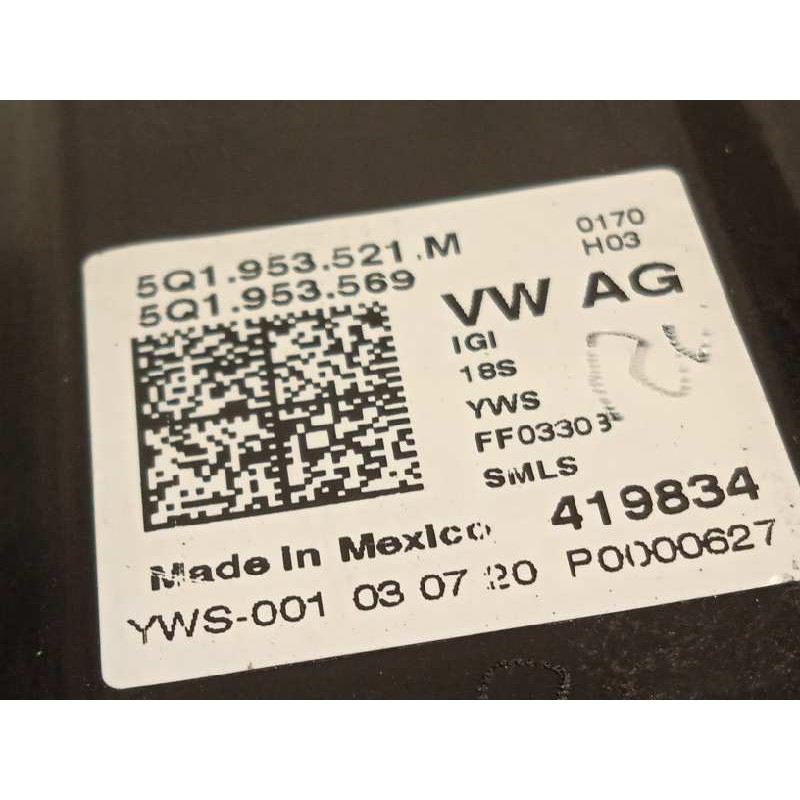 5Q1.953.521.M
5Q1.953.569
0170
H03
VW AG
IGI
18S
YWS
FF03303
SMLS
419834
Made In Mexico
YWS-001 03 07 20 P0000627